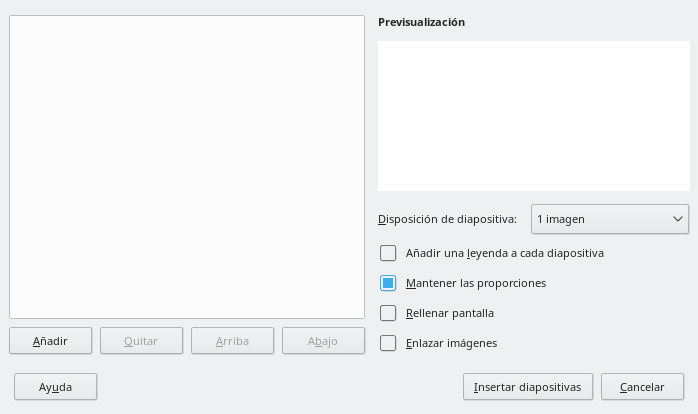 Previsualización
Disposición de diapositiva: 1 imagen
Añadir una leyenda a cada diapositiva
Mantener las proporciones
Rellenar pantalla
Enlazar imágenes
Añadir Quitar Arriba Abajo
Ayuda Insertar diapositivas Cancelar